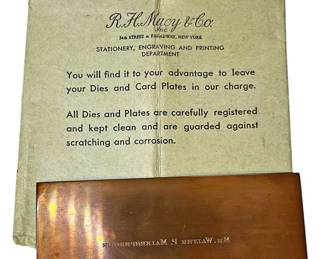 R.H.Macy & Co.
Inc
34th STREET & BROADWAY, NEW YORK
STATIONERY, ENGRAVING AND PRINTING
DEPARTMENT
You will find it to your advantage to leave
your Dies and Card Plates in our charge.
All Dies and Plates are carefully registered
and kept clean and are guarded against
scratching and corrosion.
MR. WALTER S